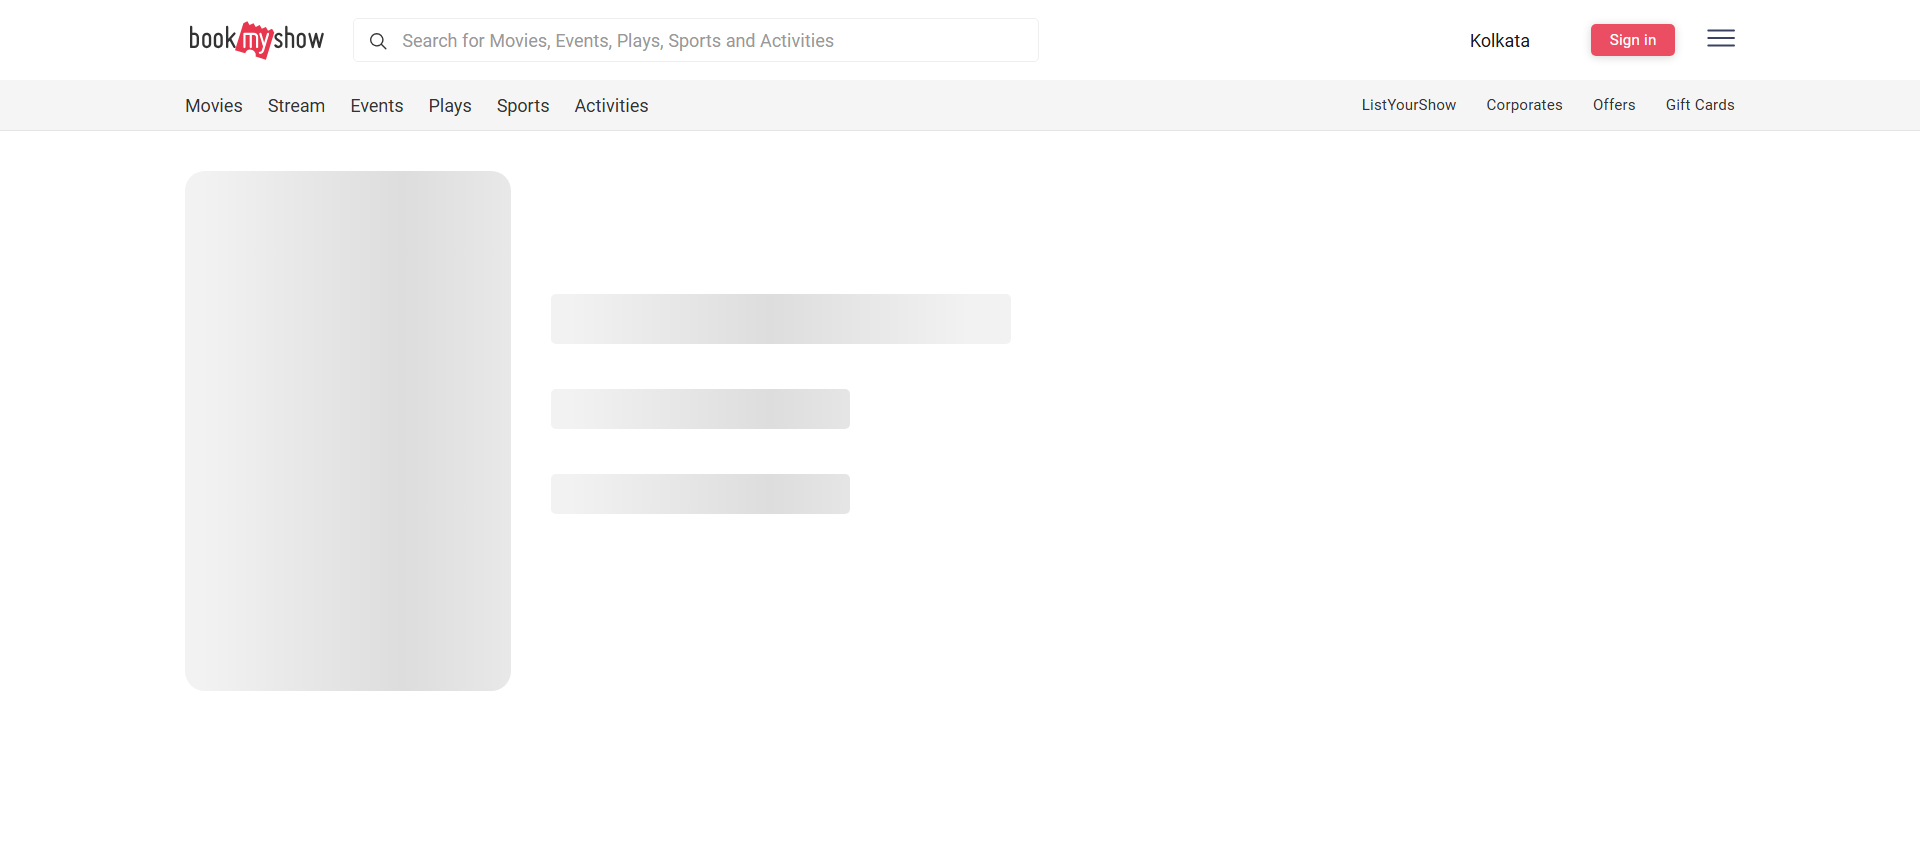 bookmyshow
Search for Movies, Events, Plays, Sports and Activities
Kolkata
Sign in
Movies Stream Events Plays Sports Activities
ListYourShow Corporates Offers Gift Cards